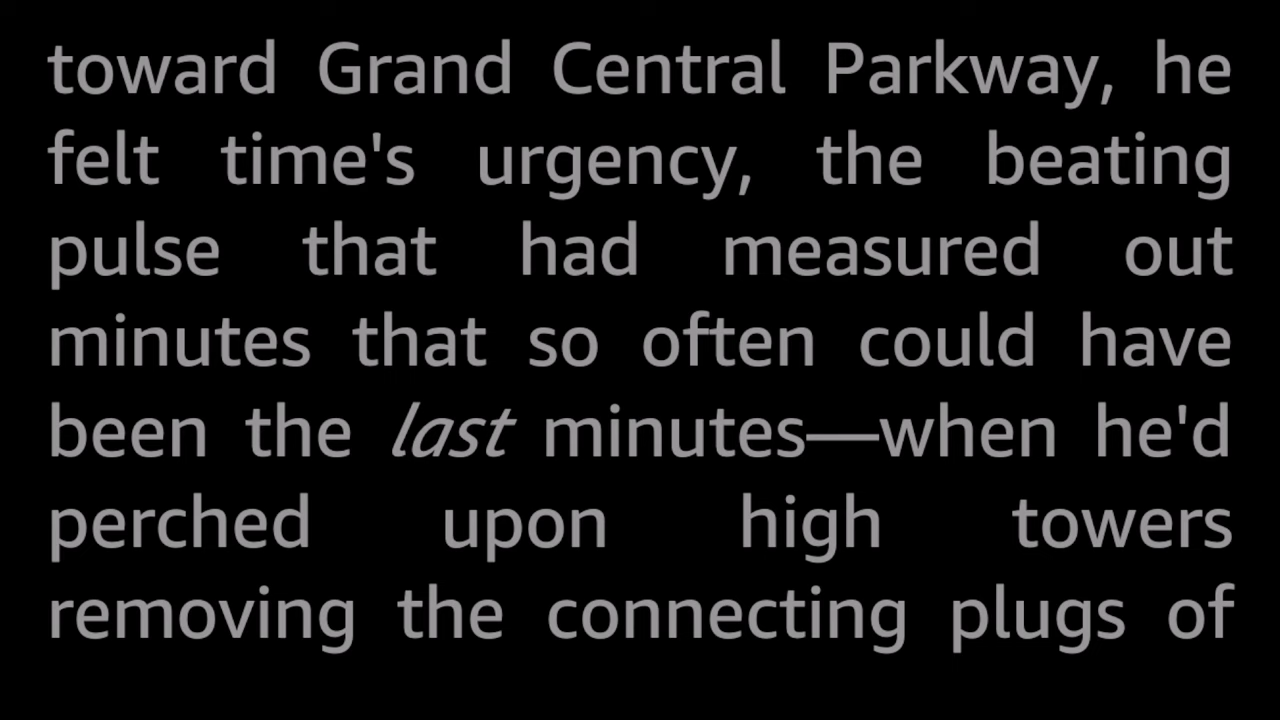 toward Grand Central Parkway, he
felt time's urgency, the beating
pulse that had measured out
minutes that so often could have
been the last minutes—when he'd
perched upon high towers
removing the connecting plugs of